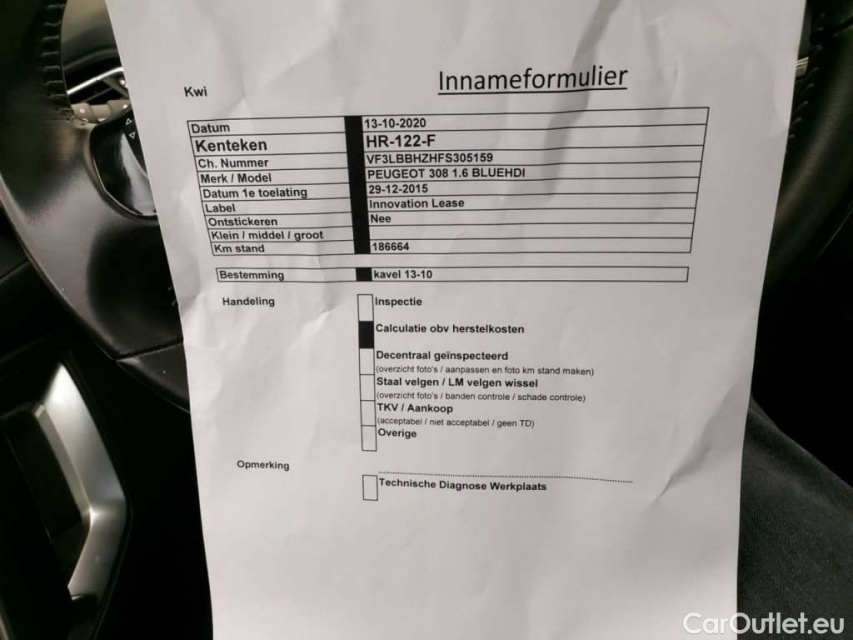 Innameformulier
Kwi
Datum 13-10-2020
Kenteken HR-122-F
Ch. Nummer VF3LBBHZHFS305159
Merk / Model PEUGEOT 308 1.6 BLUEHDI
Datum 1e toelating 29-12-2015
Label Innovation Lease
Ontstickeren Nee
Klein / middel / groot
Km stand 186664
Bestemming kavel 13-10
Handeling Inspectie
Calculatie obv herstelkosten
Decentraal geïnspecteerd
(overzicht foto's / aanpassen en foto km stand maken)
Staal velgen / LM velgen wissel
(overzicht foto's / banden controle / schade controle)
TKV / Aankoop
(acceptabel / niet acceptabel / geen TD)
Overige
Opmerking
Technische Diagnose Werkplaats
CarOutlet.eu